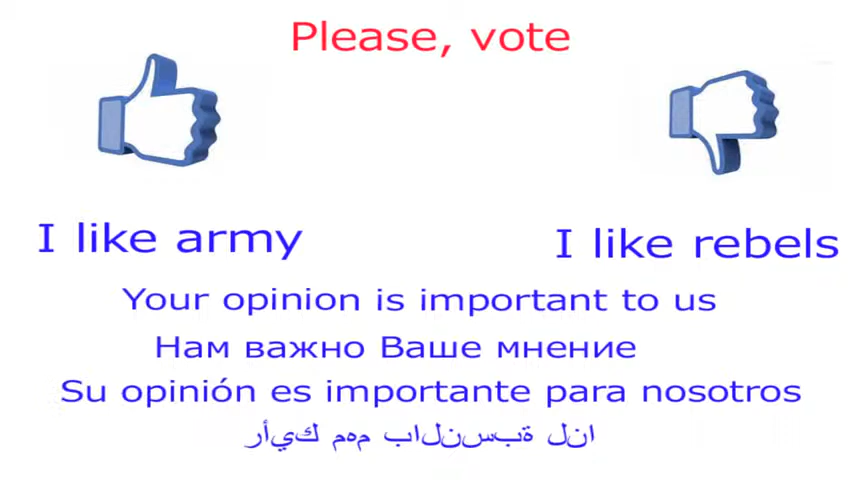 Please, vote
I like army
I like rebels
Your opinion is important to us
Нам важно Ваше мнение
Su opinión es importante para nosotros
انل ةبسنلاب مهم كيأر